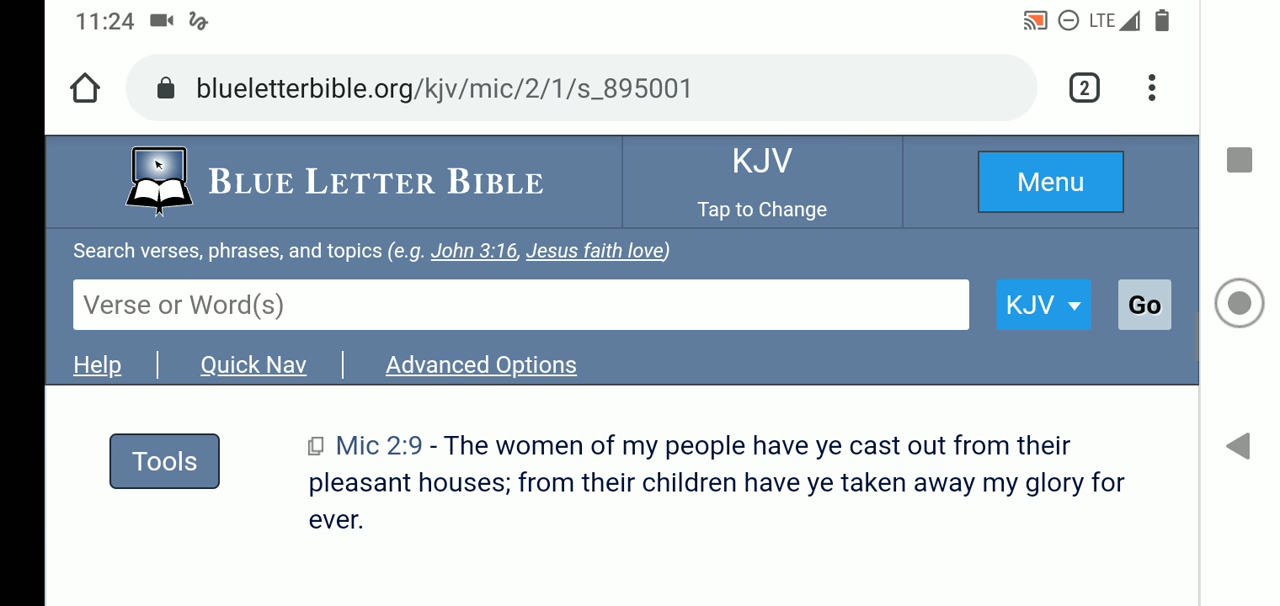 11:24 LTE
blueletterbible.org/kjv/mic/2/1/s_895001 2
BLUE LETTER BIBLE
KJV
Tap to Change
Menu
Search verses, phrases, and topics (e.g. John 3:16, Jesus faith love)
Verse or Word(s) KJV Go
Help | Quick Nav | Advanced Options
Tools
Mic 2:9 - The women of my people have ye cast out from their
pleasant houses; from their children have ye taken away my glory for
ever.